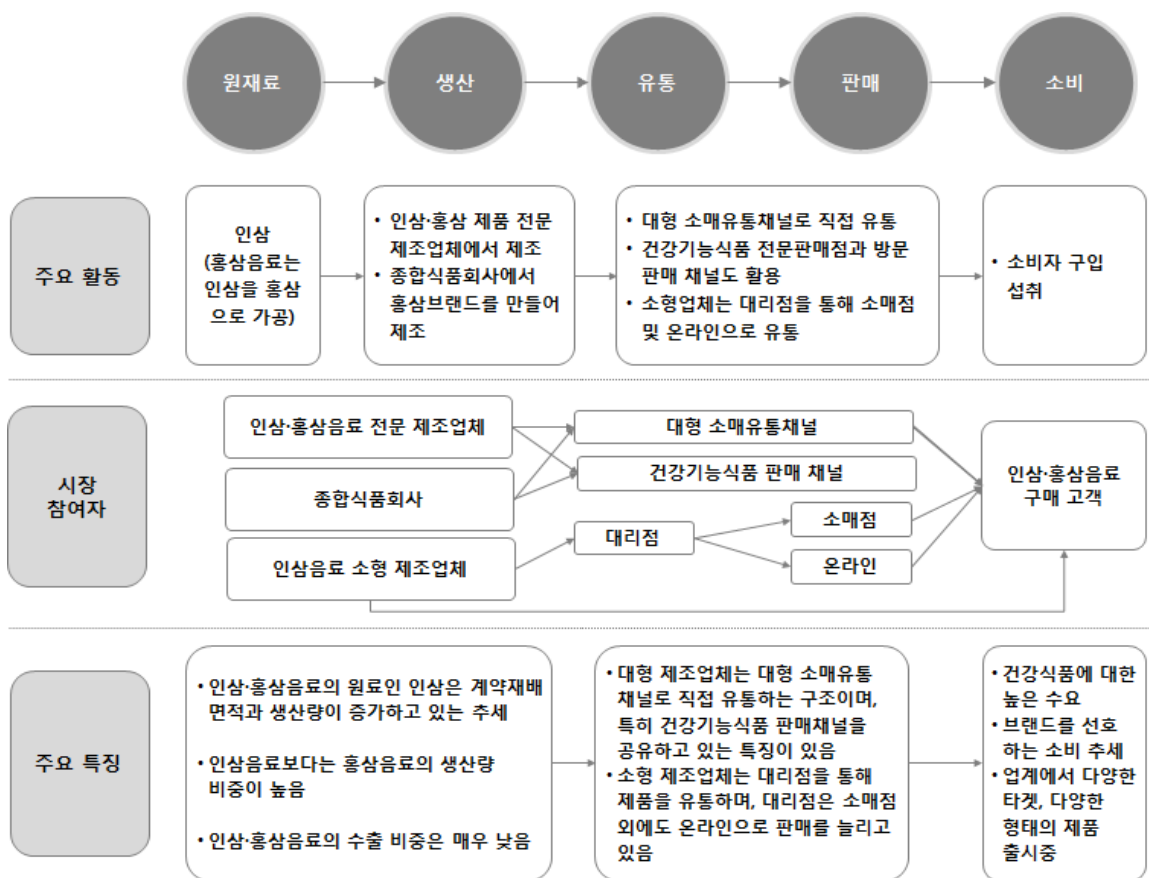 원재료
생산
유통
판매
소비
주요 활동
인삼
(홍삼음료는
인삼을 홍삼
으로 가공)
• 인삼·홍삼 제품 전문
제조업체에서 제조
• 종합식품회사에서
홍삼브랜드를 만들어
제조
• 대형 소매유통채널로 직접 유통
• 건강기능식품 전문판매점과 방문
판매 채널도 활용
• 소형업체는 대리점을 통해 소매점
및 온라인으로 유통
• 소비자 구입
섭취
시장
참여자
인삼·홍삼음료 전문 제조업체
종합식품회사
인삼음료 소형 제조업체
대형 소매유통채널
건강기능식품 판매 채널
대리점
소매점
온라인
인삼·홍삼음료
구매 고객
주요 특징
• 인삼·홍삼음료의 원료인 인삼은 계약재배
면적과 생산량이 증가하고 있는 추세
• 인삼음료보다는 홍삼음료의 생산량
비중이 높음
• 인삼·홍삼음료의 수출 비중은 매우 낮음
• 대형 제조업체는 대형 소매유통
채널로 직접 유통하는 구조이며,
특히 건강기능식품 판매채널을
공유하고 있는 특징이 있음
• 소형 제조업체는 대리점을 통해
제품을 유통하며, 대리점은 소매점
외에도 온라인으로 판매를 늘리고
있음
• 건강식품에 대한
높은 수요
• 브랜드를 선호
하는 소비 추세
• 업계에서 다양한
타겟, 다양한
형태의 제품
출시중